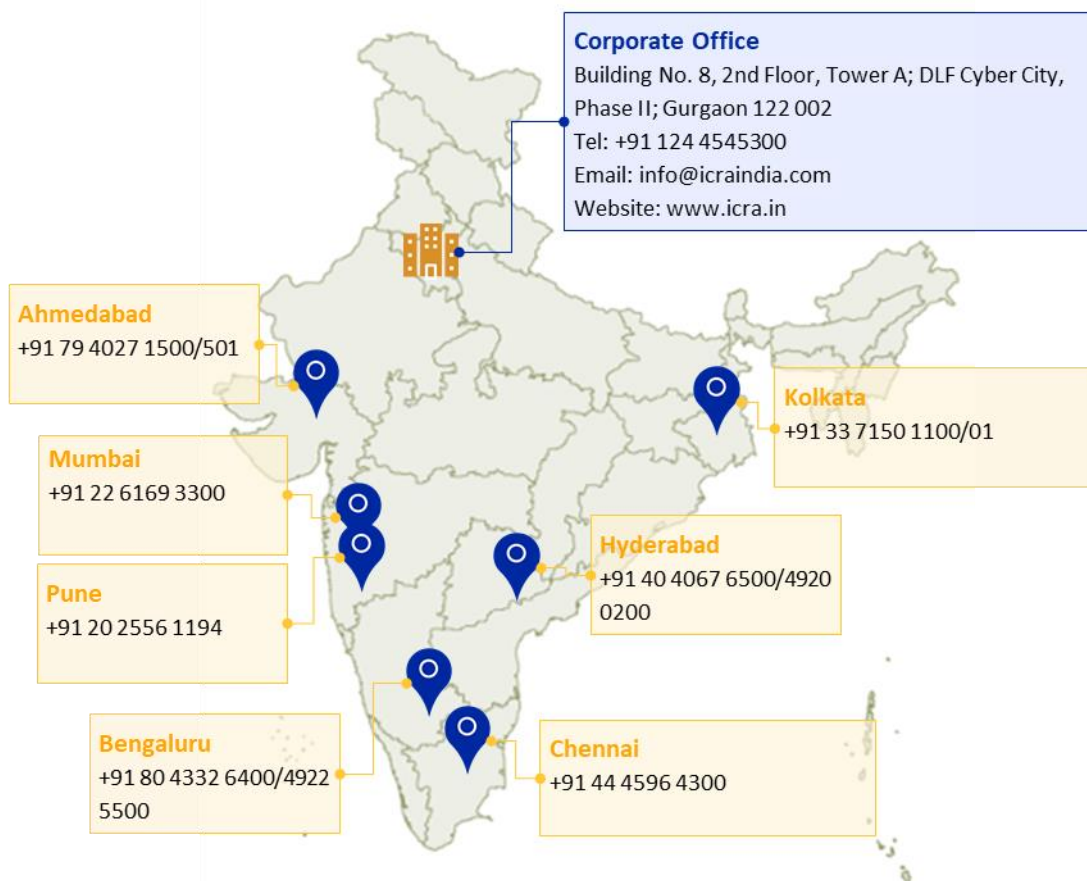 Corporate Office
Building No. 8, 2nd Floor, Tower A; DLF Cyber City,
Phase II; Gurgaon 122 002
Tel: +91 124 4545300
Email: info@icraindia.com
Website: www.icra.in
Ahmedabad
+91 79 4027 1500/501
Kolkata
+91 33 7150 1100/01
Mumbai
+91 22 6169 3300
Hyderabad
+91 40 4067 6500/4920
0200
Pune
+91 20 2556 1194
Bengaluru
+91 80 4332 6400/4922
5500
Chennai
+91 44 4596 4300